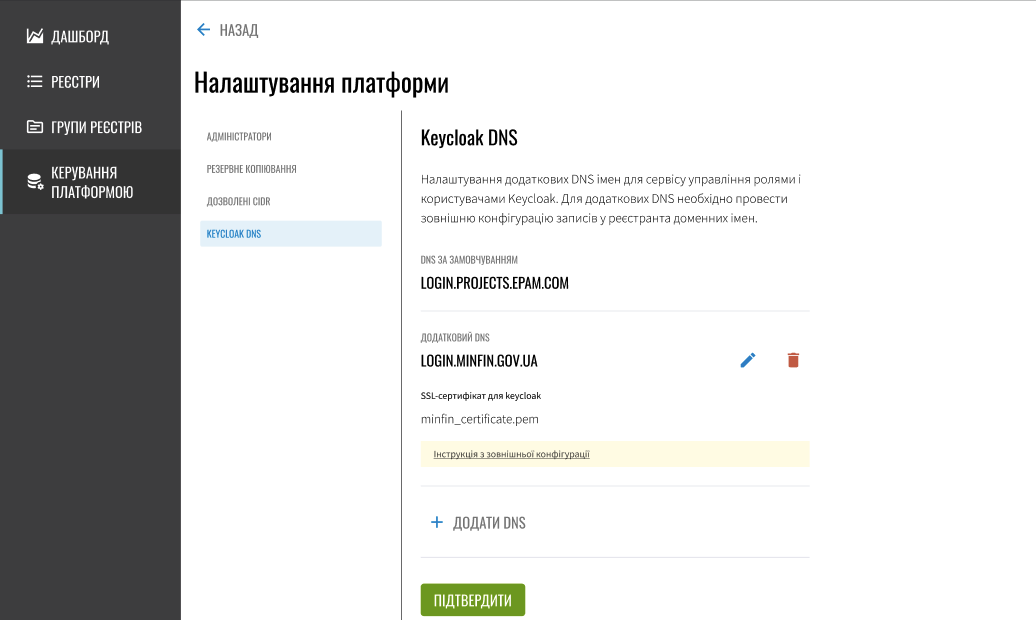 ДАШБОРД
РЕЄСТРИ
ГРУПИ РЕЄСТРІВ
КЕРУВАННЯ
ПЛАТФОРМОЮ
НАЗАД
Налаштування платформи
АДМІНІСТРАТОРИ
РЕЗЕРВНЕ КОПІЮВАННЯ
ДОЗВОЛЕНІ CIDR
KEYCLOAK DNS
Keycloak DNS
Налаштування додаткових DNS імен для сервісу управління ролями і
користувачами Keycloak. Для додаткових DNS необхідно провести
зовнішню конфігурацію записів у реєстранта доменних імен.
DNS ЗА ЗАМОВЧУВАННЯМ
LOGIN.PROJECTS.EPAM.COM
ДОДАТКОВИЙ DNS
LOGIN.MINFIN.GOV.UA
SSL-сертифікат для keycloak
minfin_certificate.pem
Інструкція з зовнішньої конфігурації
ДОДАТИ DNS
ПІДТВЕРДИТИ